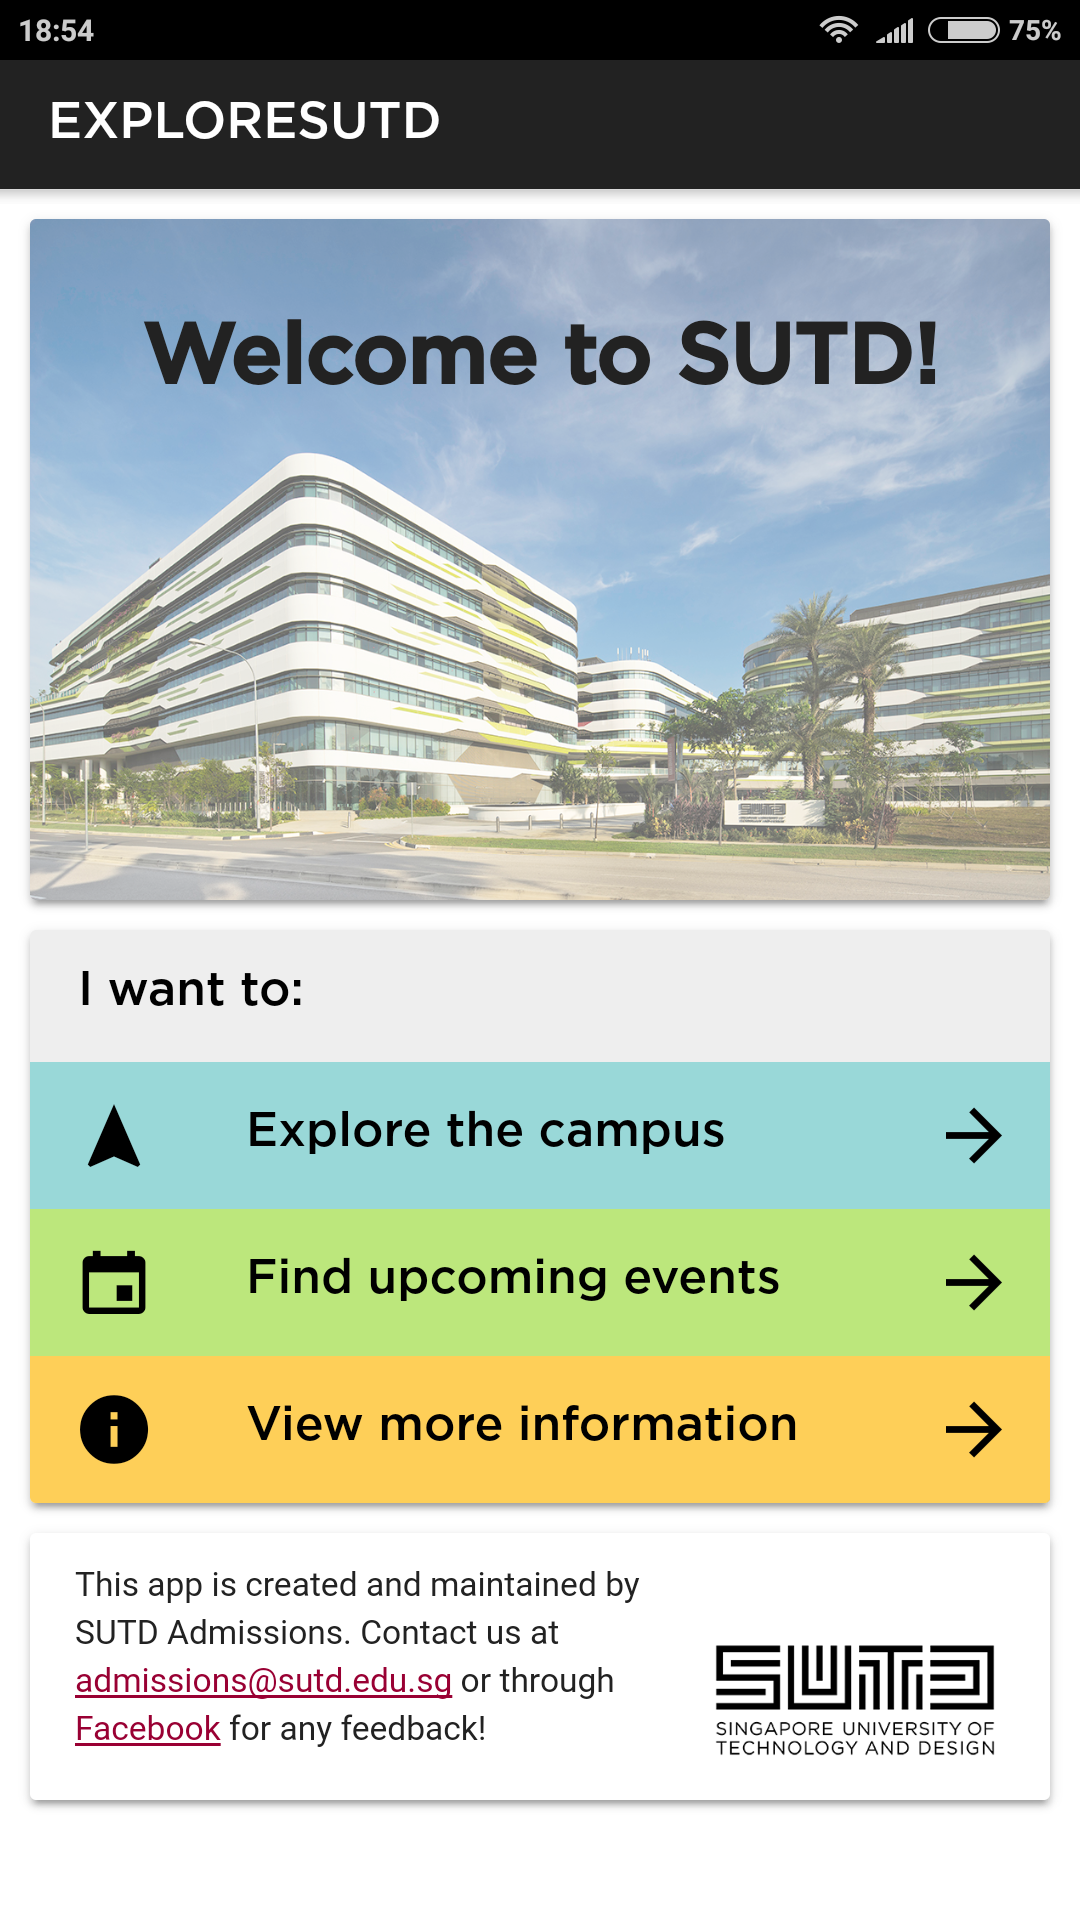 18:54
75%
EXPLORESUTD
Welcome to SUTD!
I want to:
Explore the campus
Find upcoming events
View more information
This app is created and maintained by
SUTD Admissions. Contact us at
admissions@sutd.edu.sg or through
Facebook for any feedback!
SUTD
SINGAPORE UNIVERSITY OF
TECHNOLOGY AND DESIGN